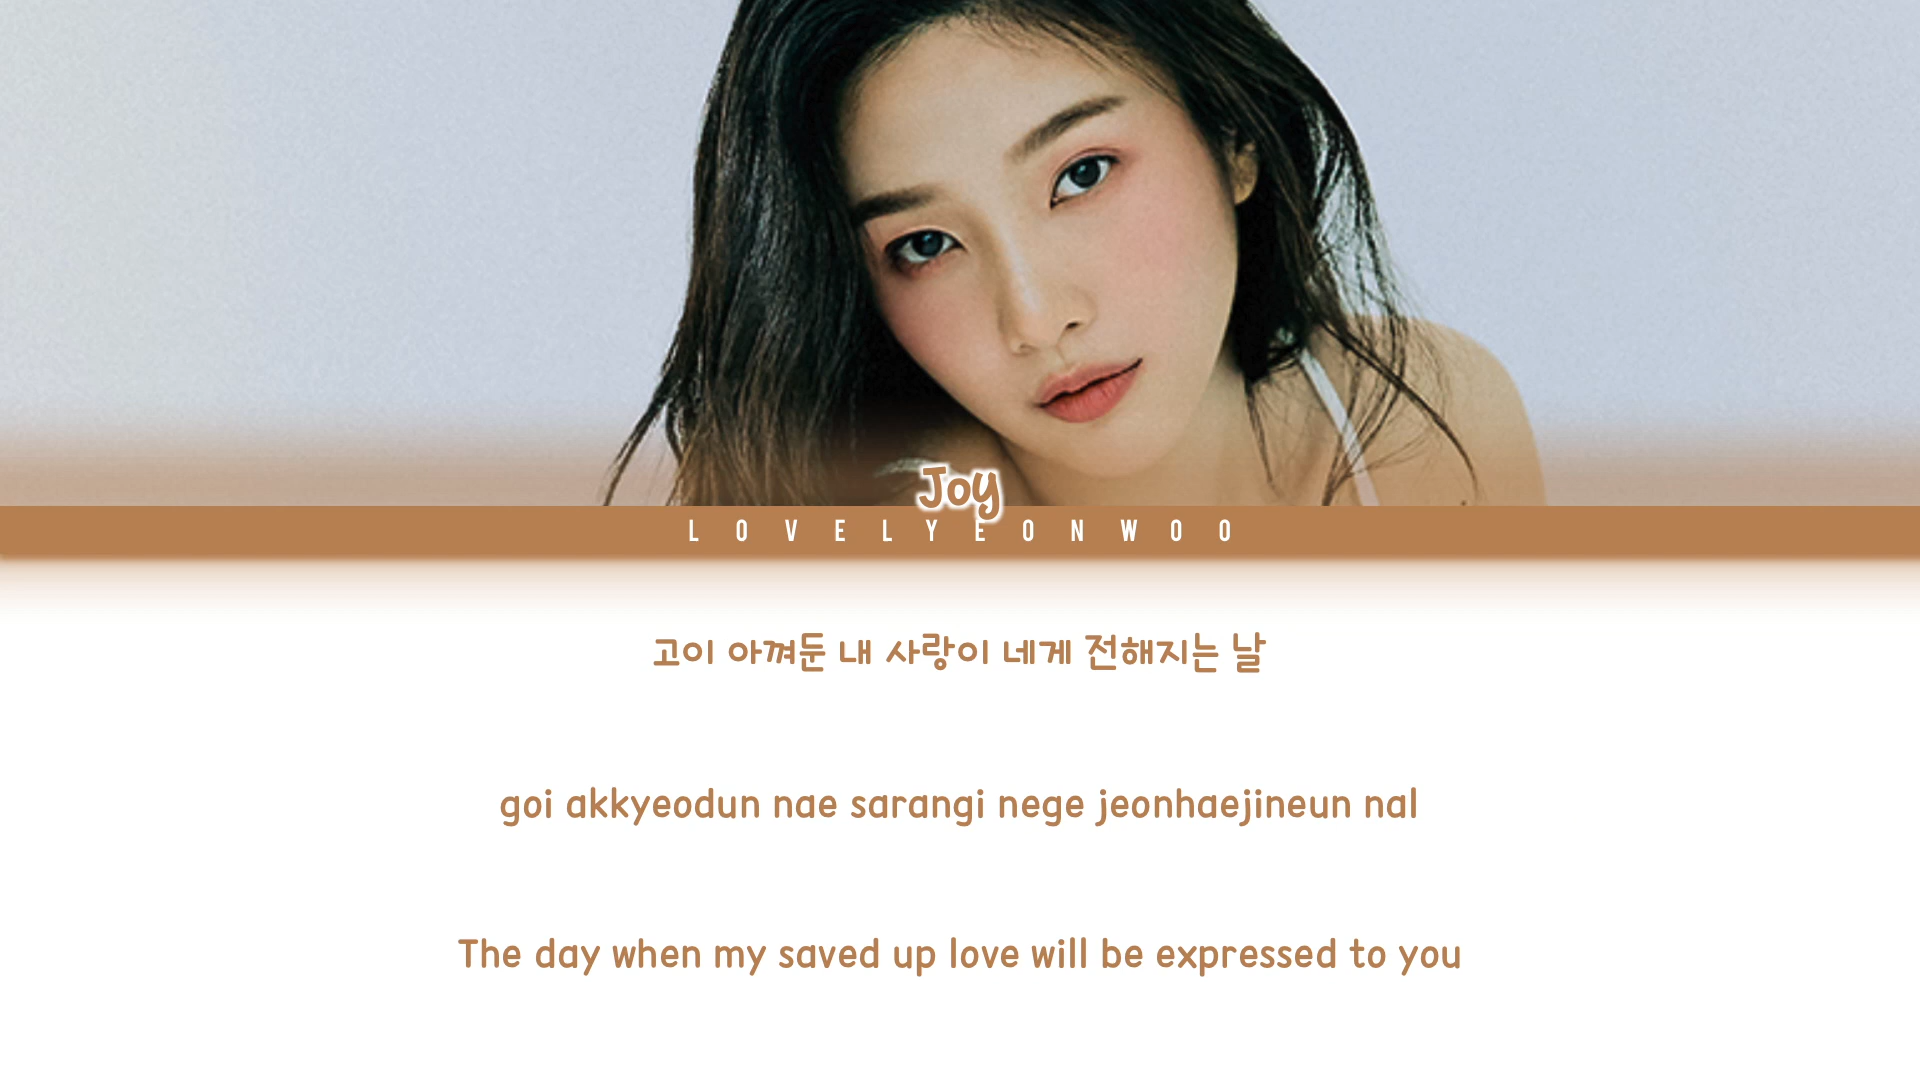 Joy
LOVELYEONWOO
고이 아껴둔 내 사랑이 네게 전해지는 날
goi akkyeodun nae sarangi nege jeonhaejineun nal
The day when my saved up love will be expressed to you